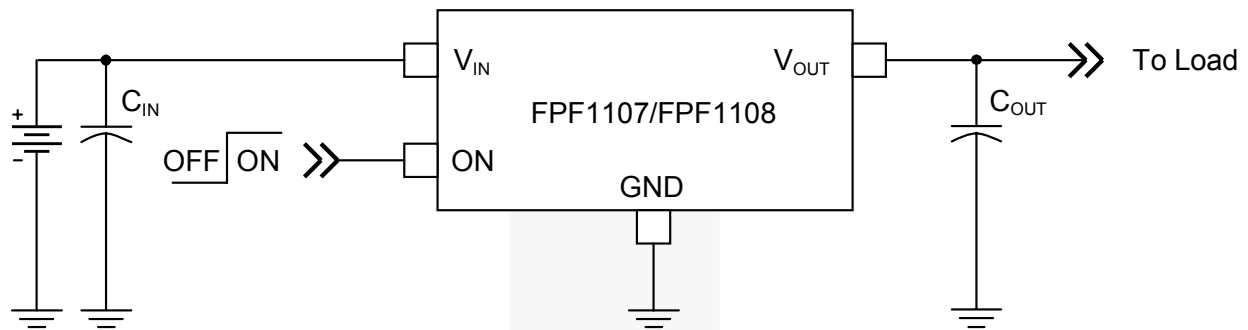 V_IN
V_OUT
To Load
+
C_IN
C_OUT
FPF1107/FPF1108
-
OFF ON
ON
GND